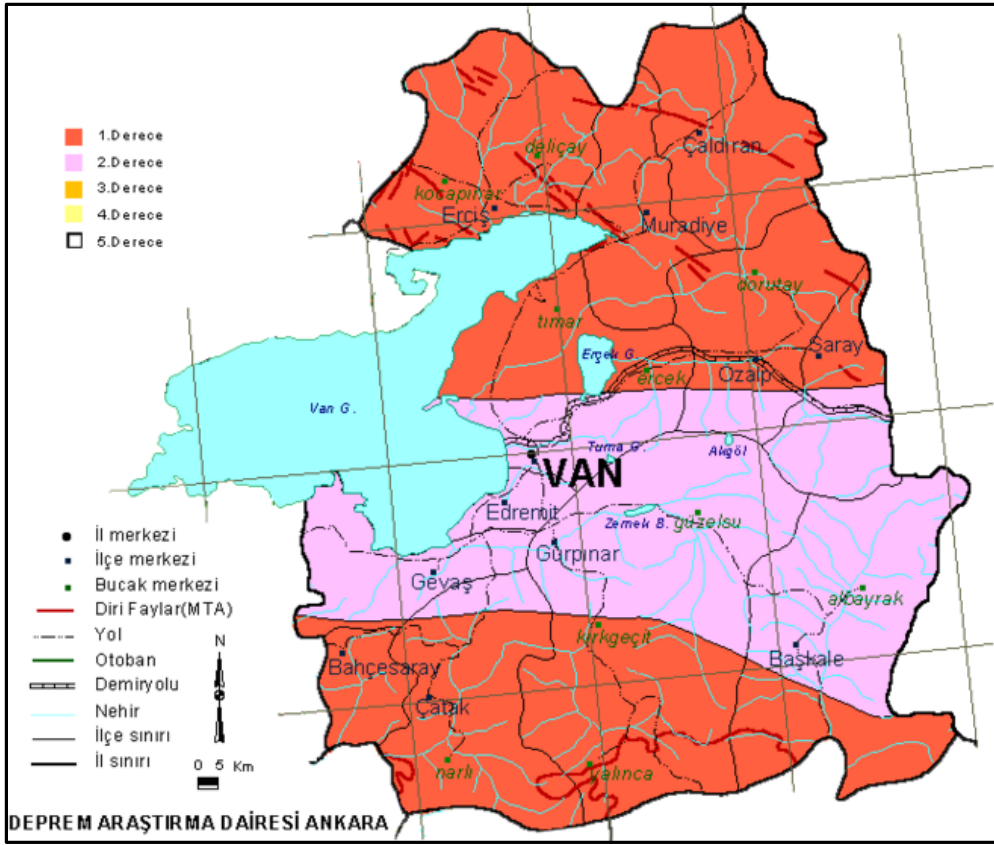 1.Derece
2.Derece
3.Derece
4.Derece
5.Derece
deliçay
Çaldıran
kocapınar
Erciş
Muradiye
dorutay
tımar
Erçek G.
Saray
ercek
Özalp
Van G.
Tuma G.
Akgöl
VAN
Edremit
Zernek B.
güzelsu
Gürpınar
Gevaş
albayrak
kırkgeçit
Başkale
Bahçesaray
Çatak
narlı
yalınca
İl merkezi
İlçe merkezi
Bucak merkezi
Diri Faylar(MTA)
Yol
Otoban
Demiryolu
Nehir
İlçe sınırı
İl sınırı
N
0 5 Km
DEPREM ARAŞTIRMA DAİRESİ ANKARA